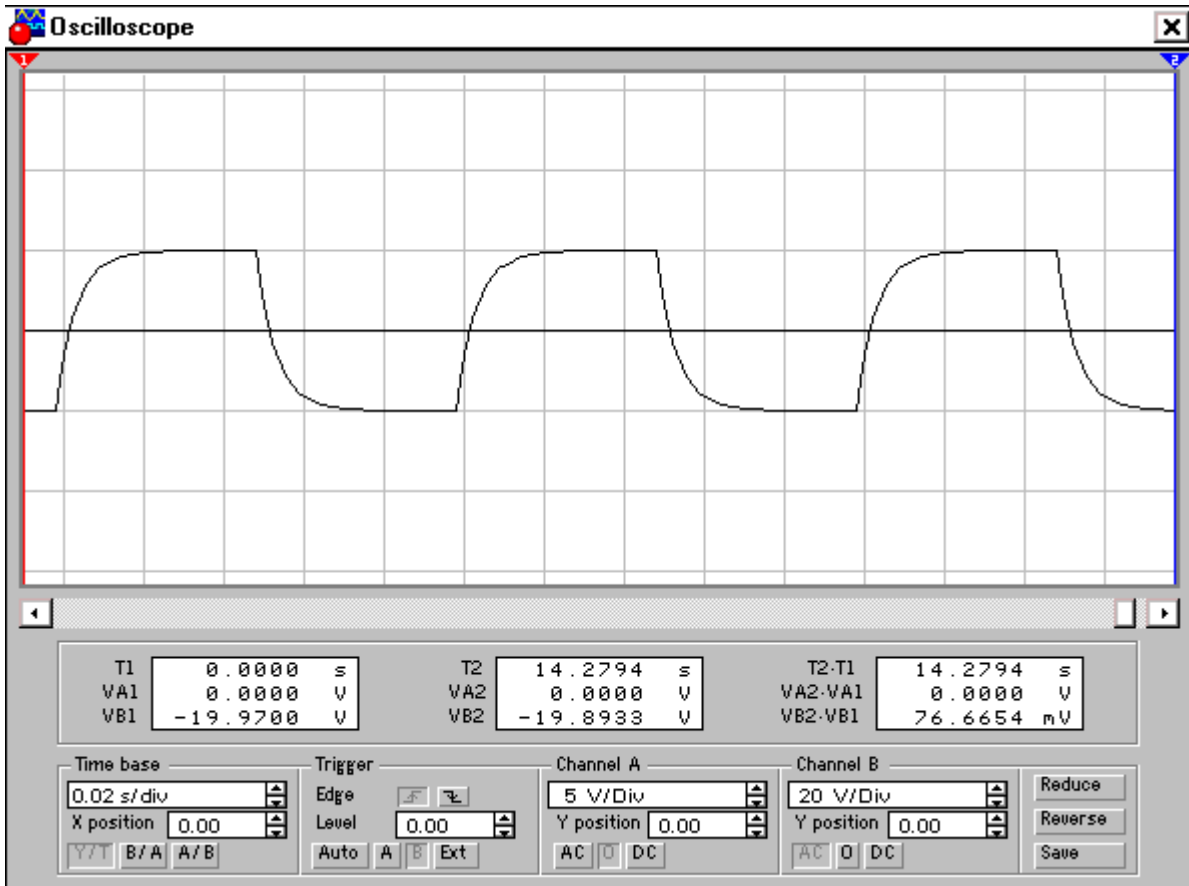 Oscilloscope
1
2
T1 0.0000 s
VA1 0.0000 V
VB1 -19.9700 V
T2 14.2794 s
VA2 0.0000 V
VB2 -19.8933 V
T2-T1 14.2794 s
VA2-VA1 0.0000 V
VB2-VB1 76.6654 mV
Time base
0.02 s/div
X position 0.00
Y/T B/A A/B
Trigger
Edge
Level 0.00
Auto A B Ext
Channel A
5 V/Div
Y position 0.00
AC 0 DC
Channel B
20 V/Div
Y position 0.00
AC 0 DC
Reduce
Reverse
Save